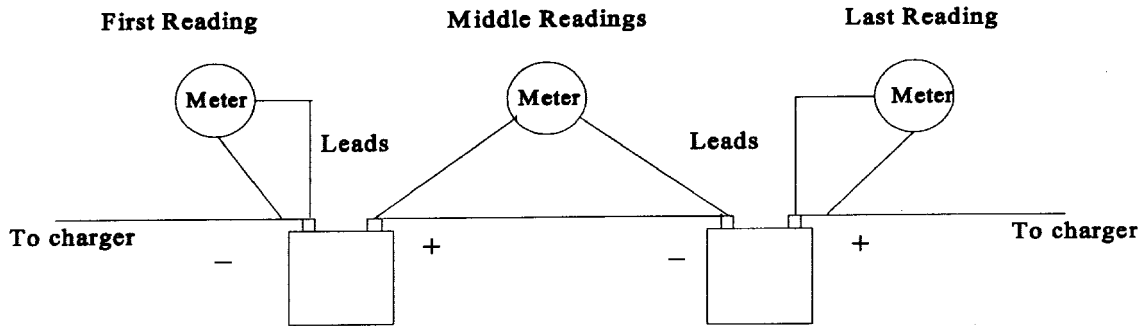 First Reading
Middle Readings
Last Reading
Meter
Meter
Meter
Leads
Leads
To charger
−
+
−
+
To charger